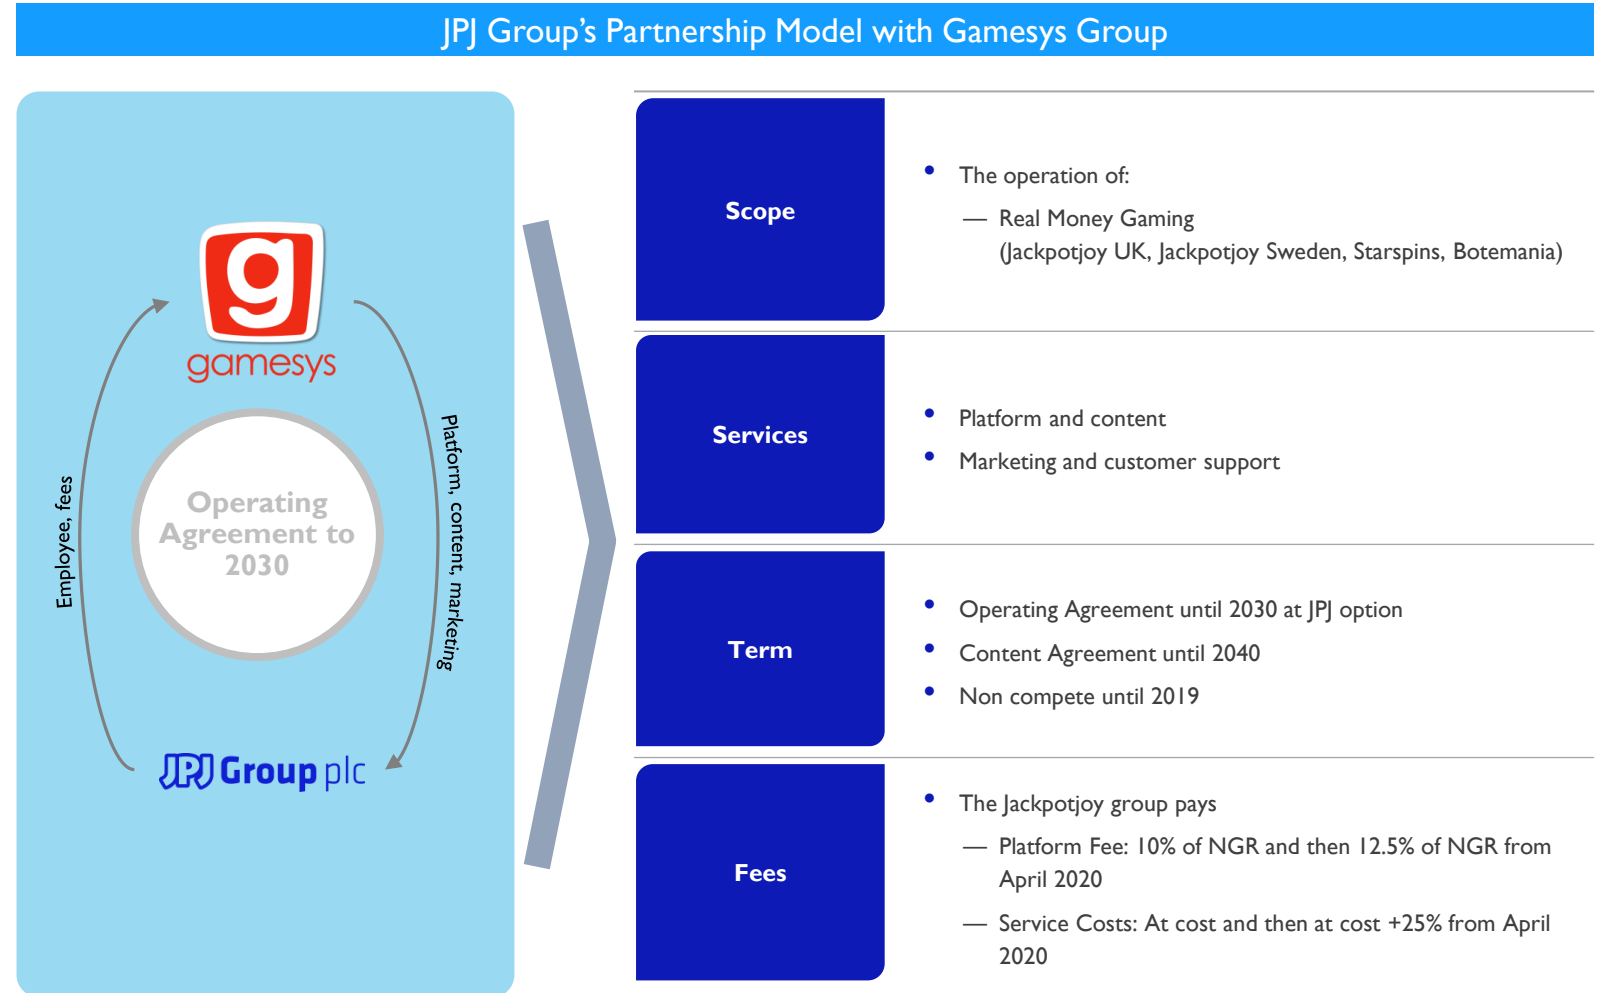 JPJ Group’s Partnership Model with Gamesys Group
g
gamesys
Employee, fees
Operating
Agreement to
2030
Platform, content, marketing
JPJ Group plc
Scope
• The operation of:
— Real Money Gaming
(Jackpotjoy UK, Jackpotjoy Sweden, Starspins, Botemania)
Services
• Platform and content
• Marketing and customer support
Term
• Operating Agreement until 2030 at JPJ option
• Content Agreement until 2040
• Non compete until 2019
Fees
• The Jackpotjoy group pays
— Platform Fee: 10% of NGR and then 12.5% of NGR from
April 2020
— Service Costs: At cost and then at cost +25% from April
2020